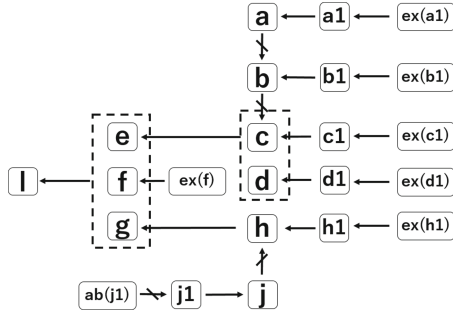 a a1 ex(a1)
b b1 ex(b1)
e c c1 ex(c1)
l f ex(f) d d1 ex(d1)
g h h1 ex(h1)
ab(j1) j1 j